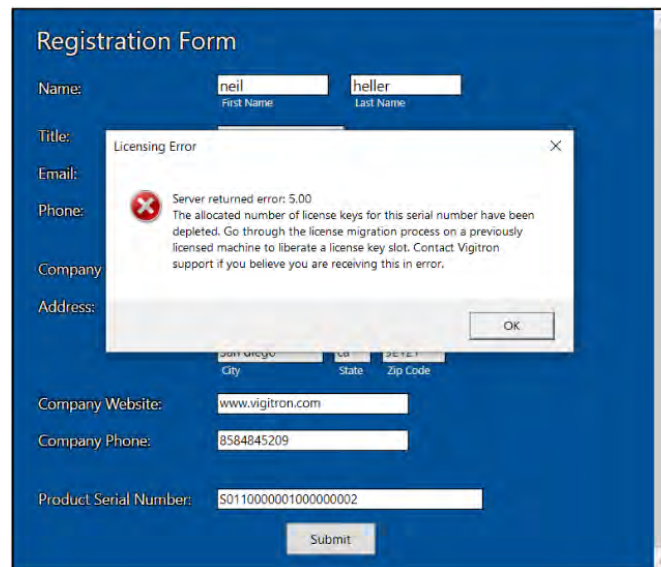 Registration Form
Name:
neil heller
First Name Last Name
Title:
Licensing Error
Email:
Server returned error: 5.00
Phone:
The allocated number of license keys for this serial number have been
depleted. Go through the license migration process on a previously
licensed machine to liberate a license key slot. Contact Vigitron
support if you believe you are receiving this in error.
Company
Address:
OK
san diego ca
City State Zip Code
Company Website:
www.vigitron.com
Company Phone:
8584845209
Product Serial Number:
S0110000001000000002
Submit